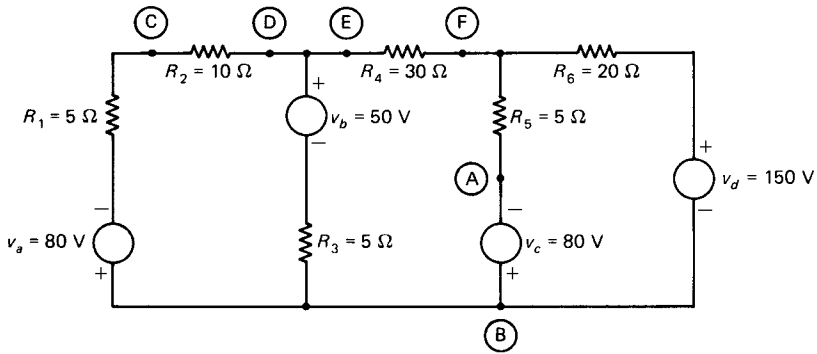 C D E F
R2 = 10 Ω R4 = 30 Ω R6 = 20 Ω
+
R1 = 5 Ω vb = 50 V R5 = 5 Ω
− +
A vd = 150 V
− − −
va = 80 V R3 = 5 Ω vc = 80 V
+ +
B